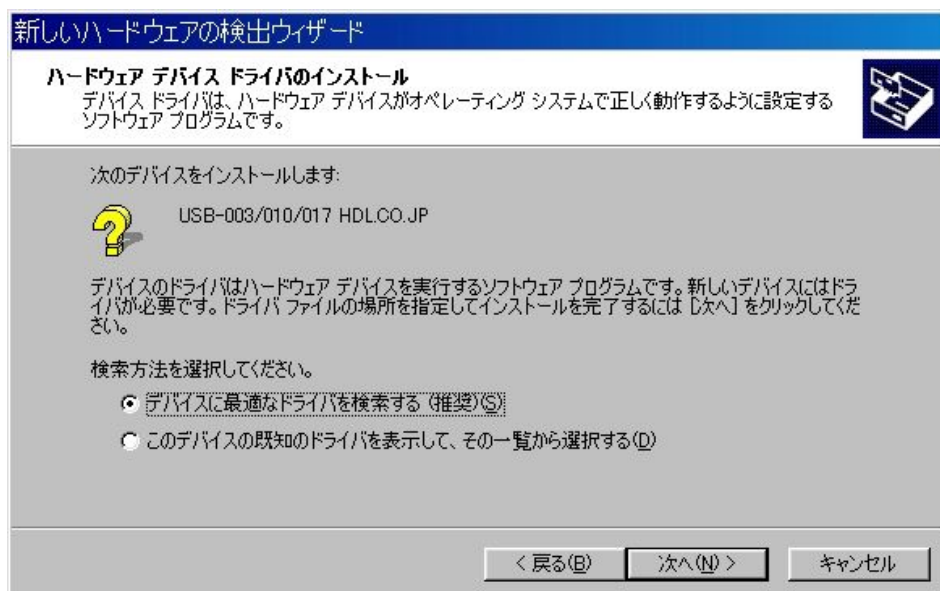 新しいハードウェアの検出ウィザード
ハードウェア デバイス ドライバのインストール
デバイス ドライバは、ハードウェア デバイスがオペレーティング システムで正しく動作するように設定する
ソフトウェア プログラムです。
次のデバイスをインストールします:
USB-003/010/017 HDL.CO.JP
デバイスのドライバはハードウェア デバイスを実行するソフトウェア プログラムです。新しいデバイスにはドラ
イバが必要です。ドライバ ファイルの場所を指定してインストールを完了するには [次へ] をクリックしてくだ
さい。
検索方法を選択してください。
デバイスに最適なドライバを検索する (推奨)(S)
このデバイスの既知のドライバを表示して、その一覧から選択する(D)
< 戻る(B)
次へ(N) >
キャンセル